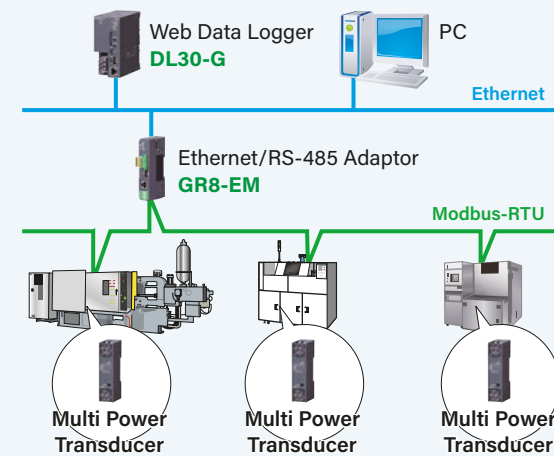 Web Data Logger
DL30-G
PC
Ethernet
Ethernet/RS-485 Adaptor
GR8-EM
Modbus-RTU
Multi Power
Transducer
Multi Power
Transducer
Multi Power
Transducer